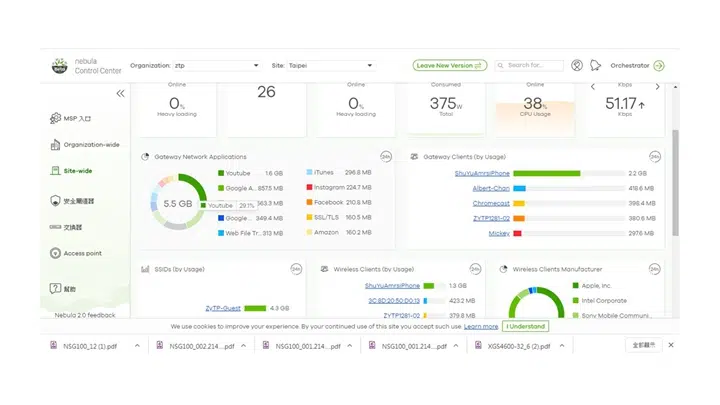 nebula
Control Center
Organization: ztp
Site: Taipei
Leave New Version
Search for...
Orchestrator
MSP 入口
Organization-wide
Site-wide
安全閘道器
交換器
Access point
幫助
Nebula 2.0 feedback
Online
0%
Heavy loading
26
Online
0%
Heavy loading
Consumed
375W
Total
Online
38%
CPU Usage
Kbps
51.17
Kbps
Gateway Network Applications
24h
5.5 GB
Youtube 1.6 GB
Google A... 857.5 MB
363.3 MB
Google ... 349.4 MB
Web File Tr... 313 MB
Youtube 29.1%
iTunes 296.8 MB
Instagram 224.7 MB
Facebook 210.8 MB
SSL/TLS 160.5 MB
Amazon 160.2 MB
Gateway Clients (by Usage)
24h
ShuYuAmrsiPhone 2.2 GB
Albert-Chan 416.6 MB
Chromecast 398.4 MB
ZYTP1281-02 380.6 MB
Mickey 297.6 MB
SSIDs (by Usage)
24h
ZyTP-Guest 4.3 GB
Wireless Clients (by Usage)
24h
ShuYuAmrsiPhone 1.3 GB
3C:8D:20:50:D0:13 423.2 MB
ZYTP1281-02 379.8 MB
Wireless Clients Manufacturer
24h
Apple, Inc.
Intel Corporate
Sony Mobile Communi...
We use cookies to improve your experience. By your continued use of this site you accept such use. Learn more
I Understand
NSG100_12 (1).pdf
NSG100_002.214....pdf
NSG100_001.214....pdf
NSG100_001.214....pdf
XGS4600-32_6 (2).pdf
全部顯示